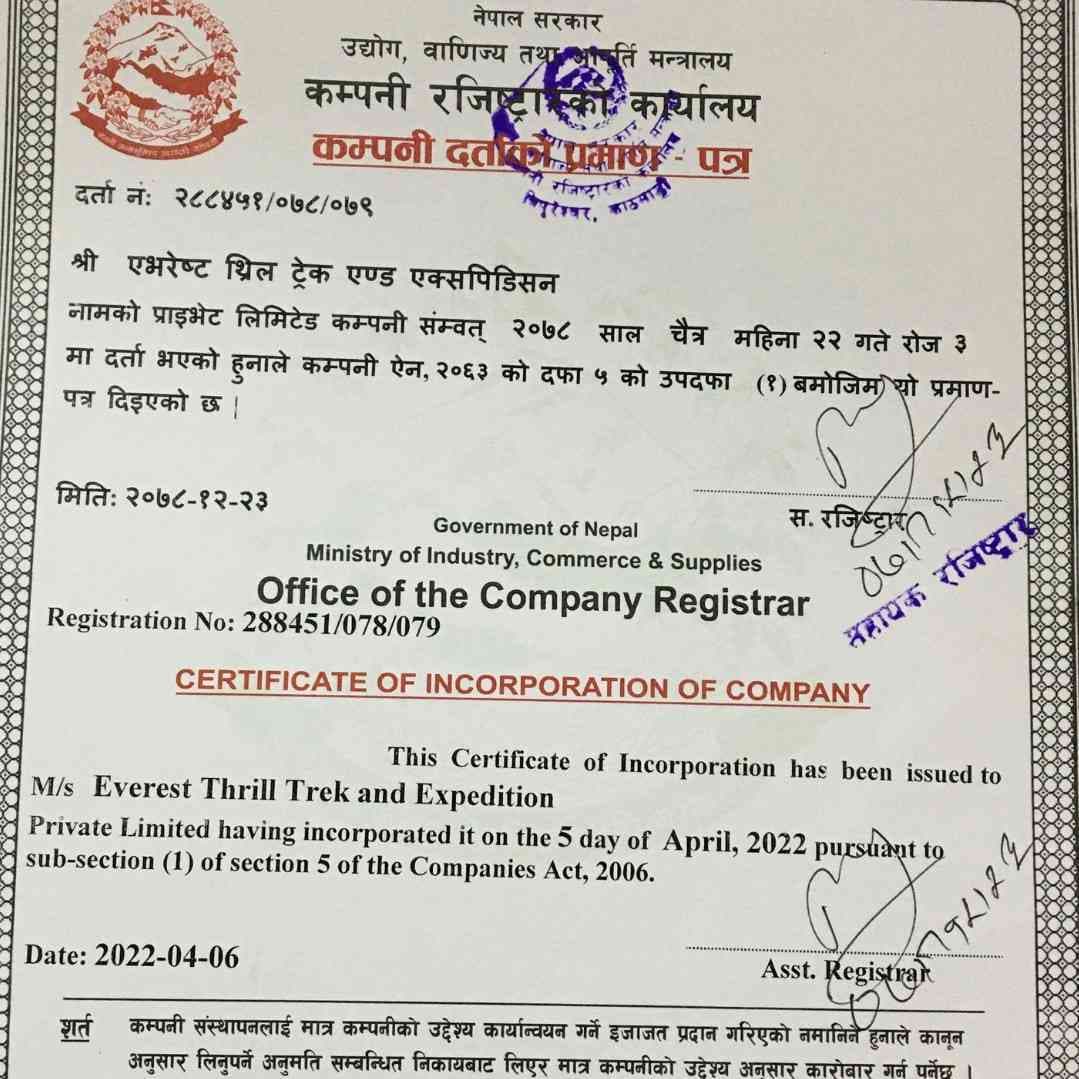 नेपाल सरकार
उद्योग, वाणिज्य तथा आपूर्ति मन्त्रालय
कम्पनी रजिष्ट्रारको कार्यालय
कम्पनी दर्ताको प्रमाण - पत्र
दर्ता नं: २८८४५१/०७८/०७९
त्रिपुरेश्वर, काठमाडौं
श्री एभरेष्ट थ्रिल ट्रेक एण्ड एक्सपिडिसन
नामको प्राइभेट लिमिटेड कम्पनी संम्वत् २०७८ साल चैत्र महिना २२ गते रोज ३
मा दर्ता भएको हुनाले कम्पनी ऐन, २०६३ को दफा ५ को उपदफा (१) बमोजिम यो प्रमाण-
पत्र दिइएको छ |
मिति: २०७८-१२-२३
स. रजिष्ट्रार
सहायक रजिष्ट्रार
Government of Nepal
Ministry of Industry, Commerce & Supplies
Office of the Company Registrar
Registration No: 288451/078/079
CERTIFICATE OF INCORPORATION OF COMPANY
This Certificate of Incorporation has been issued to
M/s Everest Thrill Trek and Expedition
Private Limited having incorporated it on the 5 day of April, 2022 pursuant to
sub-section (1) of section 5 of the Companies Act, 2006.
Date: 2022-04-06
Asst. Registrar
शर्त कम्पनी संस्थापनलाई मात्र कम्पनीको उद्देश्य कार्यान्वयन गर्ने इजाजत प्रदान गरिएको नमानिने हुनाले कानून
अनुसार लिनुपर्ने अनुमति सम्बन्धित निकायबाट लिएर मात्र कम्पनीको उद्देश्य अनुसार कारोबार गर्न पर्नेछ ।